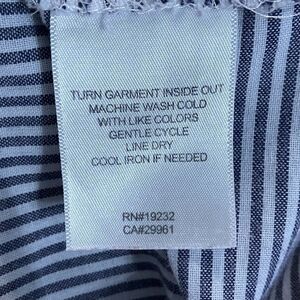 TURN GARMENT INSIDE OUT
MACHINE WASH COLD
WITH LIKE COLORS
GENTLE CYCLE
LINE DRY
COOL IRON IF NEEDED
RN#19232
CA#29961